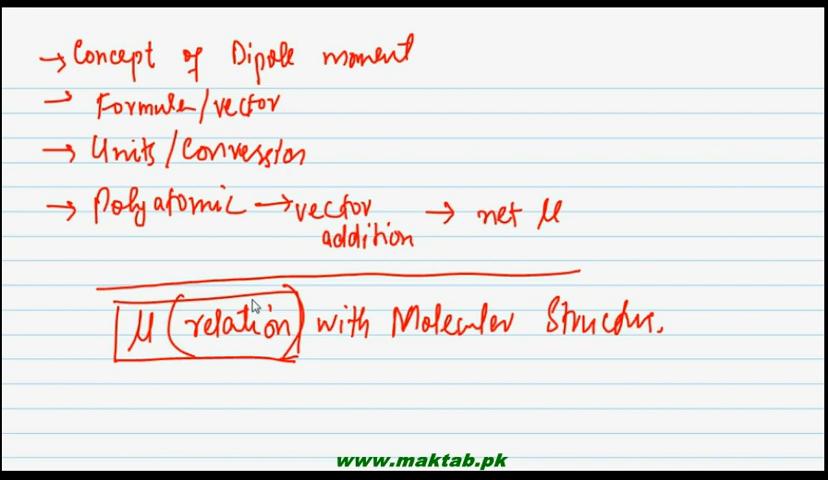 → Concept of Dipole moment
→ Formula/vector
→ Units/Conversion
→ Polyatomic → vector addition → net μ
μ (relation) with Molecular Structure.
www.maktab.pk